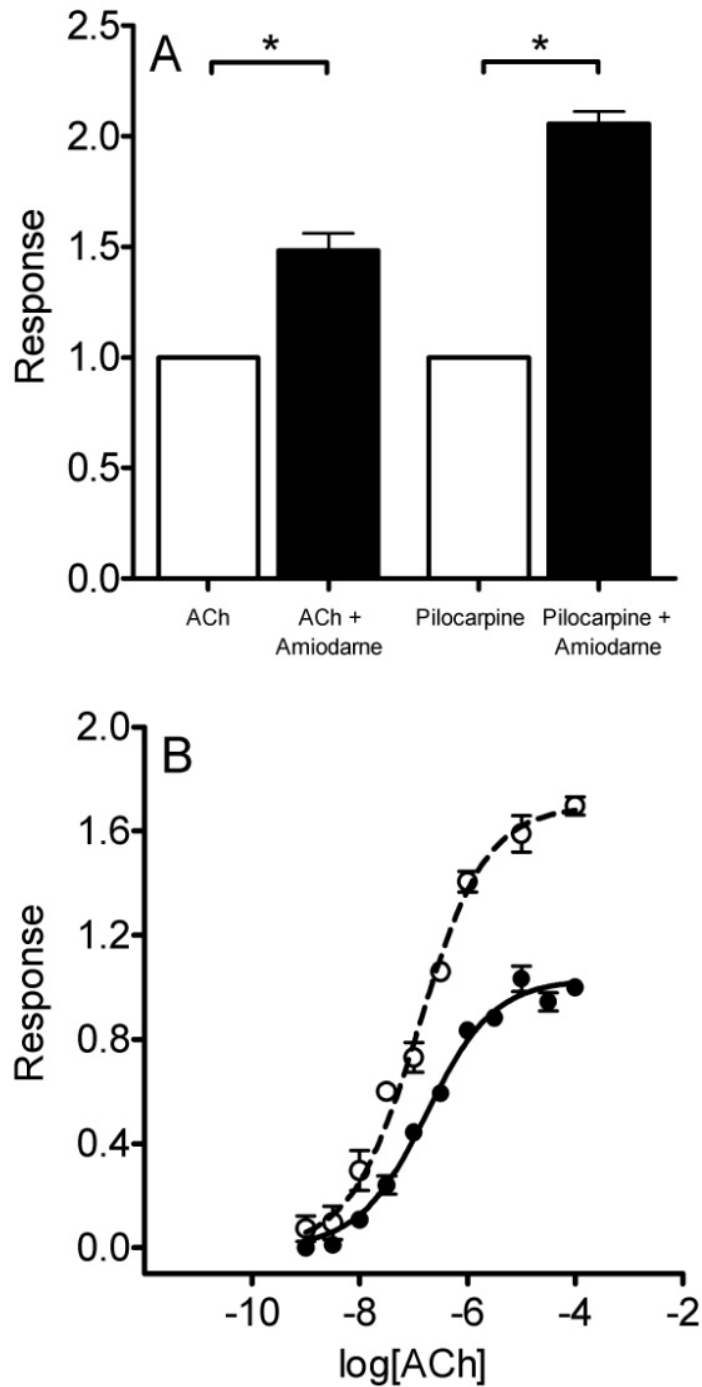 A
* *
2.5
2.0
1.5
1.0
0.5
0.0
Response
ACh ACh + Pilocarpine Pilocarpine +
Amiodarne Amiodarne
B
2.0
1.6
1.2
0.8
0.4
0.0
Response
-10 -8 -6 -4 -2
log[ACh]